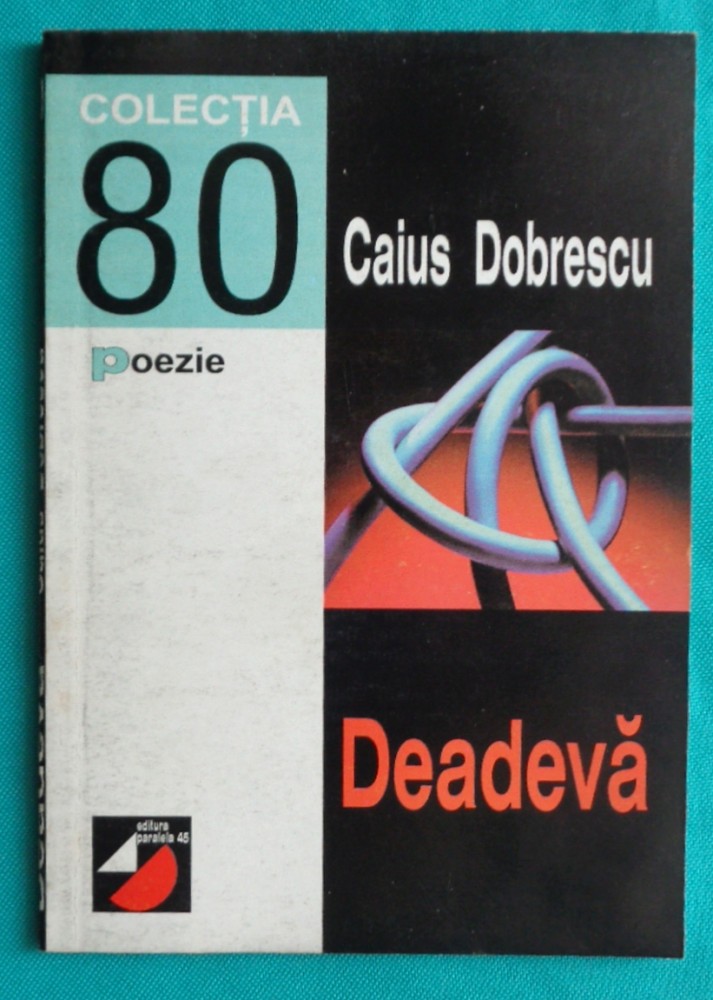 COLECȚIA
80
poezie
Caius Dobrescu
Deadevă
editura
paralela 45